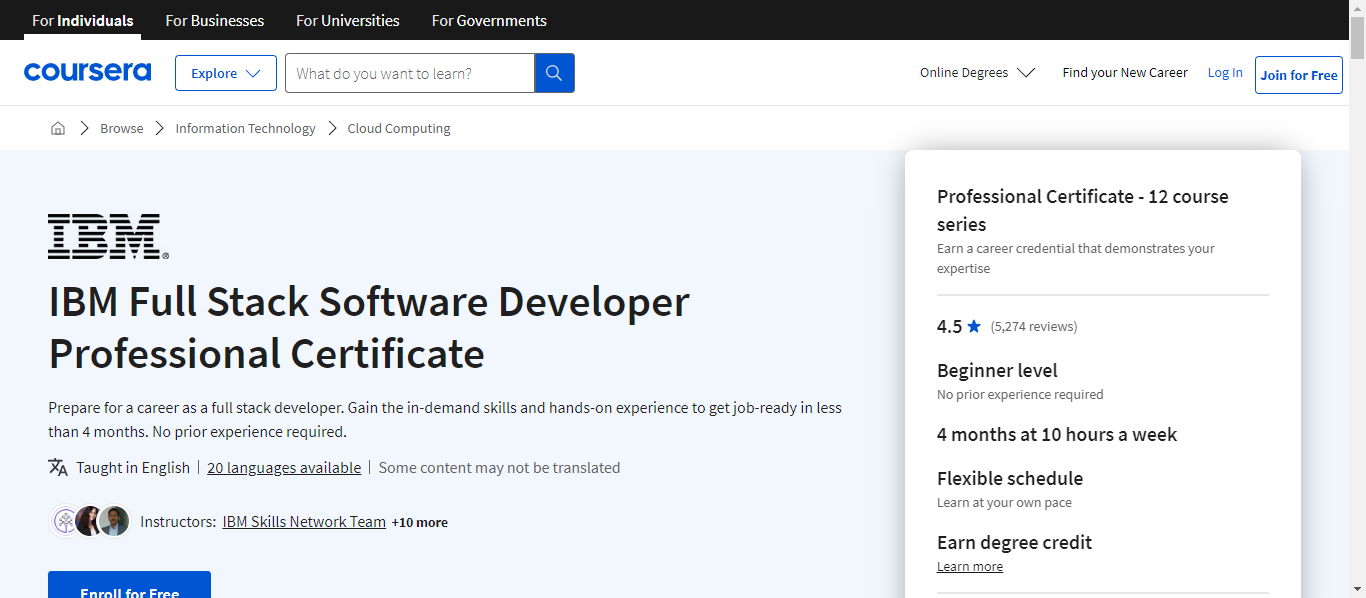 For Individuals For Businesses For Universities For Governments
coursera Explore What do you want to learn? Online Degrees Find your New Career Log In Join for Free
Browse Information Technology Cloud Computing
IBM®
IBM Full Stack Software Developer
Professional Certificate
Prepare for a career as a full stack developer. Gain the in-demand skills and hands-on experience to get job-ready in less
than 4 months. No prior experience required.
Taught in English | 20 languages available | Some content may not be translated
Instructors: IBM Skills Network Team +10 more
Enroll for Free
Professional Certificate - 12 course
series
Earn a career credential that demonstrates your
expertise
4.5 ★ (5,274 reviews)
Beginner level
No prior experience required
4 months at 10 hours a week
Flexible schedule
Learn at your own pace
Earn degree credit
Learn more